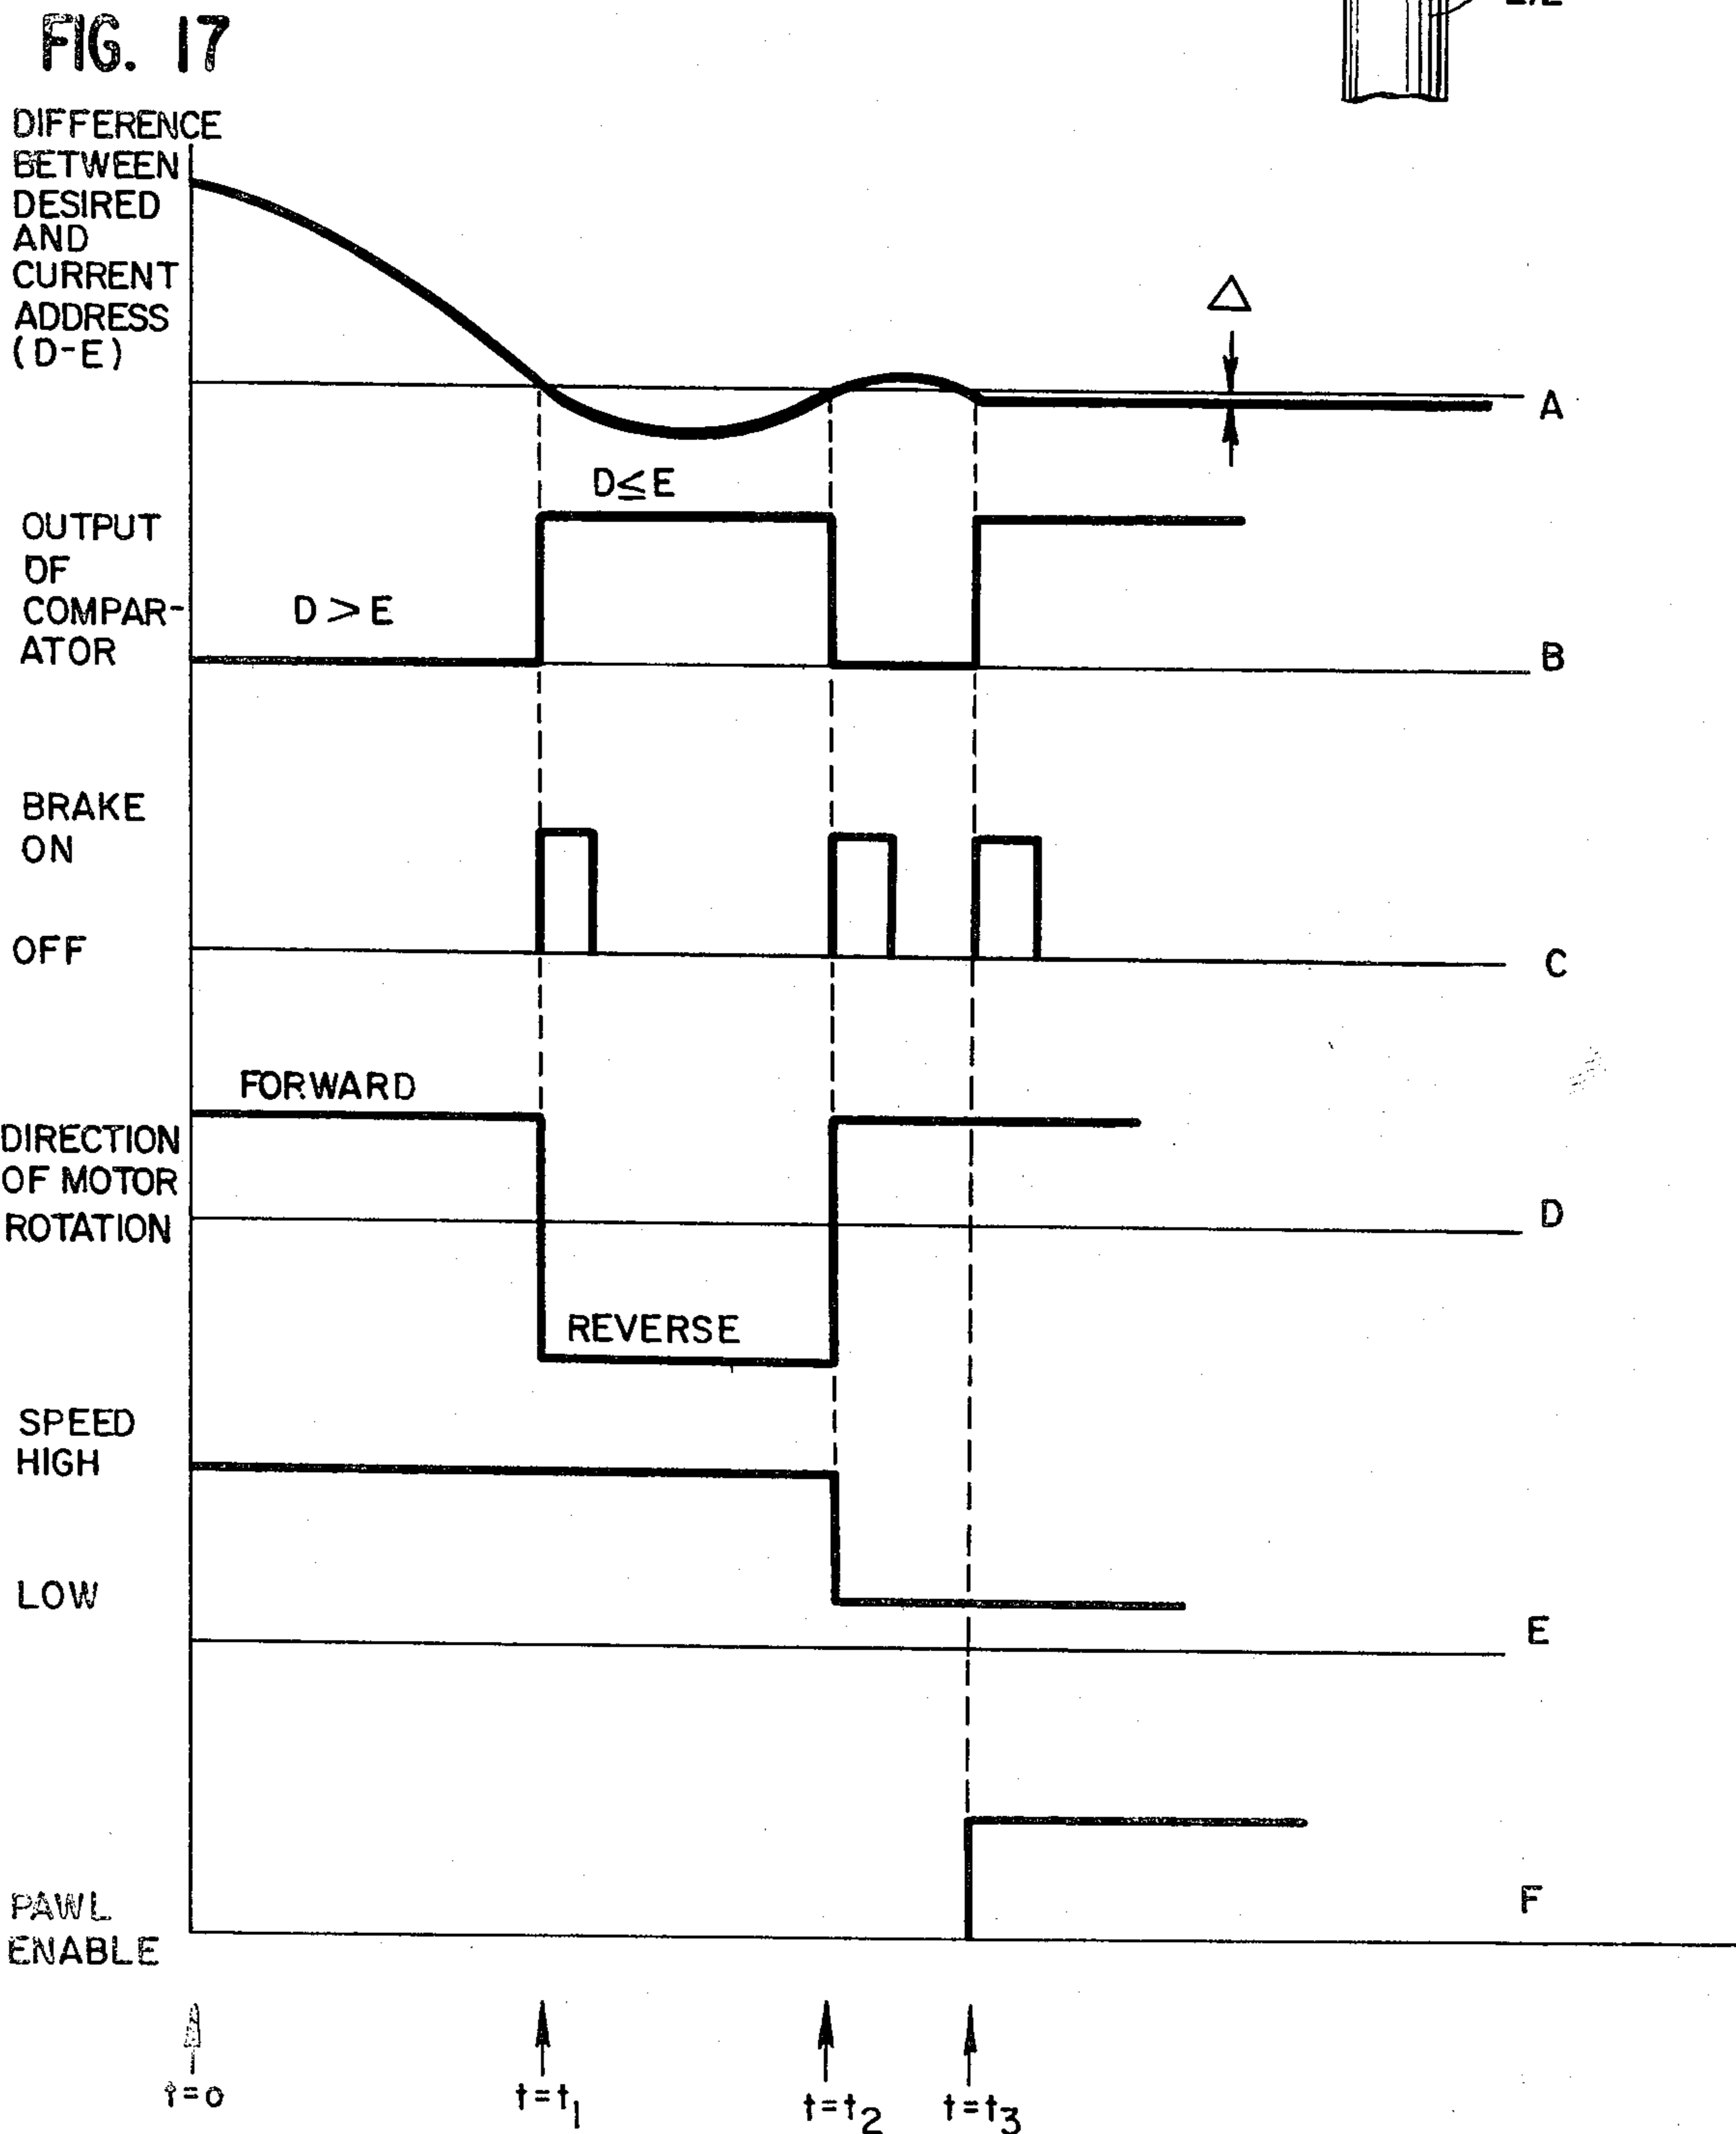 FIG. 17
DIFFERENCE
BETWEEN
DESIRED
AND
CURRENT
ADDRESS
(D-E)
△
A
D≤E
OUTPUT
OF
COMPAR-
ATOR
D > E
B
BRAKE
ON
OFF
C
FORWARD
DIRECTION
OF MOTOR
ROTATION
D
REVERSE
SPEED
HIGH
LOW
E
PAWL
ENABLE
F
t=0
t=t1
t=t2
t=t3